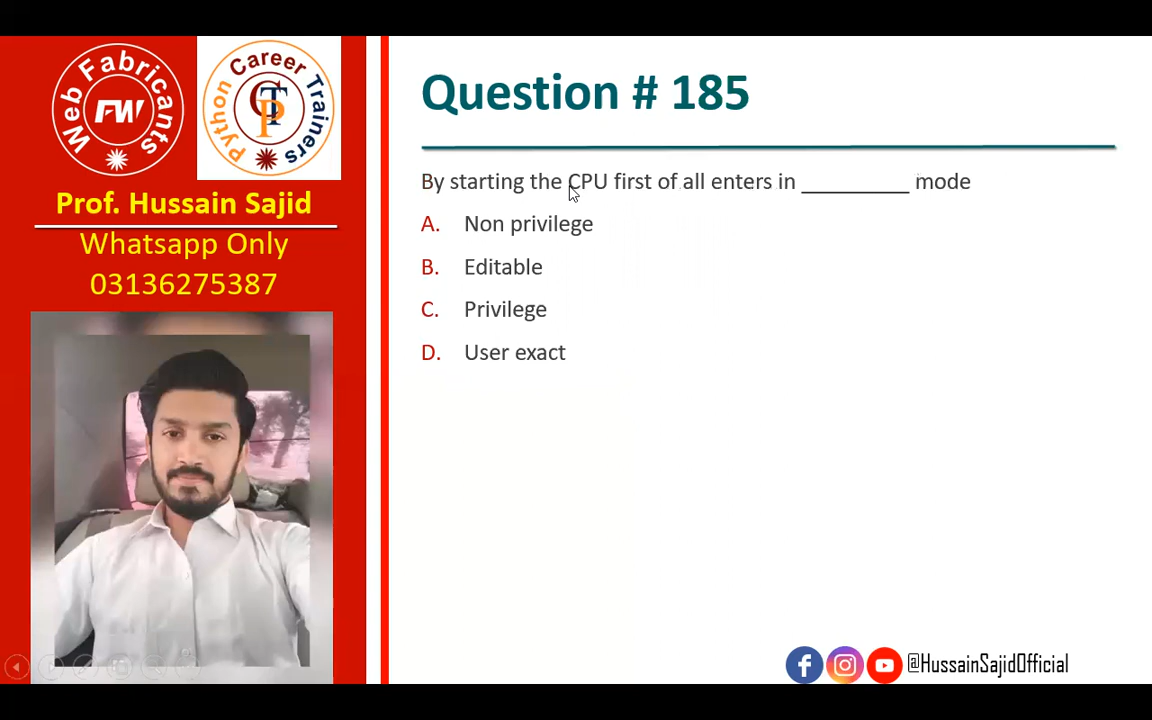 Web Fabricants
FW
Python Career Trainers
CTP
Prof. Hussain Sajid
Whatsapp Only
03136275387
Question # 185
By starting the CPU first of all enters in __________ mode
A. Non privilege
B. Editable
C. Privilege
D. User exact
@HussainSajidOfficial